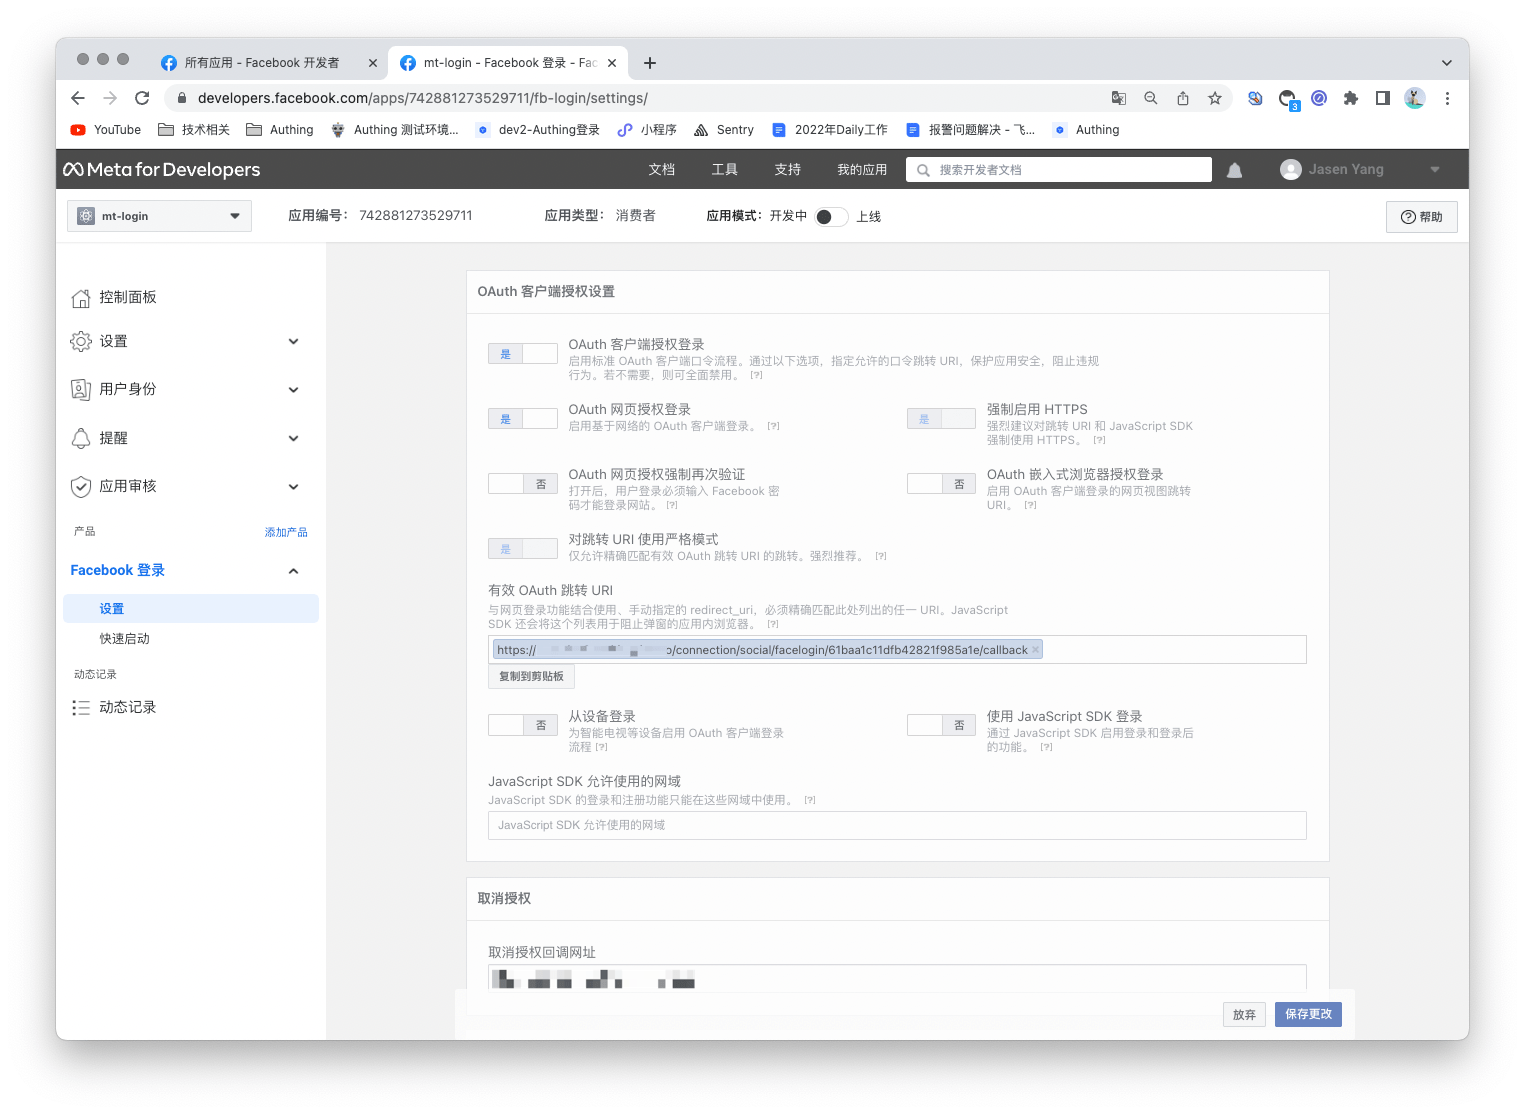 所有应用 - Facebook 开发者
mt-login - Facebook 登录 - Fac
developers.facebook.com/apps/742881273529711/fb-login/settings/
3
YouTube
技术相关
Authing
Authing 测试环境...
dev2-Authing登录
小程序
Sentry
2022年Daily工作
报警问题解决 - 飞...
Authing
Meta for Developers
文档
工具
支持
我的应用
搜索开发者文档
Jasen Yang
mt-login
应用编号： 742881273529711
应用类型： 消费者
应用模式：开发中
上线
帮助
控制面板
设置
用户身份
提醒
应用审核
产品
添加产品
Facebook 登录
设置
快速启动
动态记录
动态记录
OAuth 客户端授权设置
是
OAuth 客户端授权登录
启用标准 OAuth 客户端口令流程。通过以下选项，指定允许的口令跳转 URI，保护应用安全，阻止违规
行为。若不需要，则可全面禁用。 [?]
是
OAuth 网页授权登录
启用基于网络的 OAuth 客户端登录。 [?]
是
强制启用 HTTPS
强烈建议对跳转 URI 和 JavaScript SDK
强制使用 HTTPS。 [?]
否
OAuth 网页授权强制再次验证
打开后，用户登录必须输入 Facebook 密
码才能登录网站。 [?]
否
OAuth 嵌入式浏览器授权登录
启用 OAuth 客户端登录的网页视图跳转
URI。 [?]
是
对跳转 URI 使用严格模式
仅允许精确匹配有效 OAuth 跳转 URI 的跳转。强烈推荐。 [?]
有效 OAuth 跳转 URI
与网页登录功能结合使用、手动指定的 redirect_uri，必须精确匹配此处列出的任一 URI。JavaScript
SDK 还会将这个列表用于阻止弹窗的应用内浏览器。 [?]
https:// /connection/social/facelogin/61baa1c11dfb42821f985a1e/callback
复制到剪贴板
否
从设备登录
为智能电视等设备启用 OAuth 客户端登录
流程 [?]
否
使用 JavaScript SDK 登录
通过 JavaScript SDK 启用登录和登录后
的功能。 [?]
JavaScript SDK 允许使用的网域
JavaScript SDK 的登录和注册功能只能在这些网域中使用。 [?]
JavaScript SDK 允许使用的网域
取消授权
取消授权回调网址
放弃
保存更改